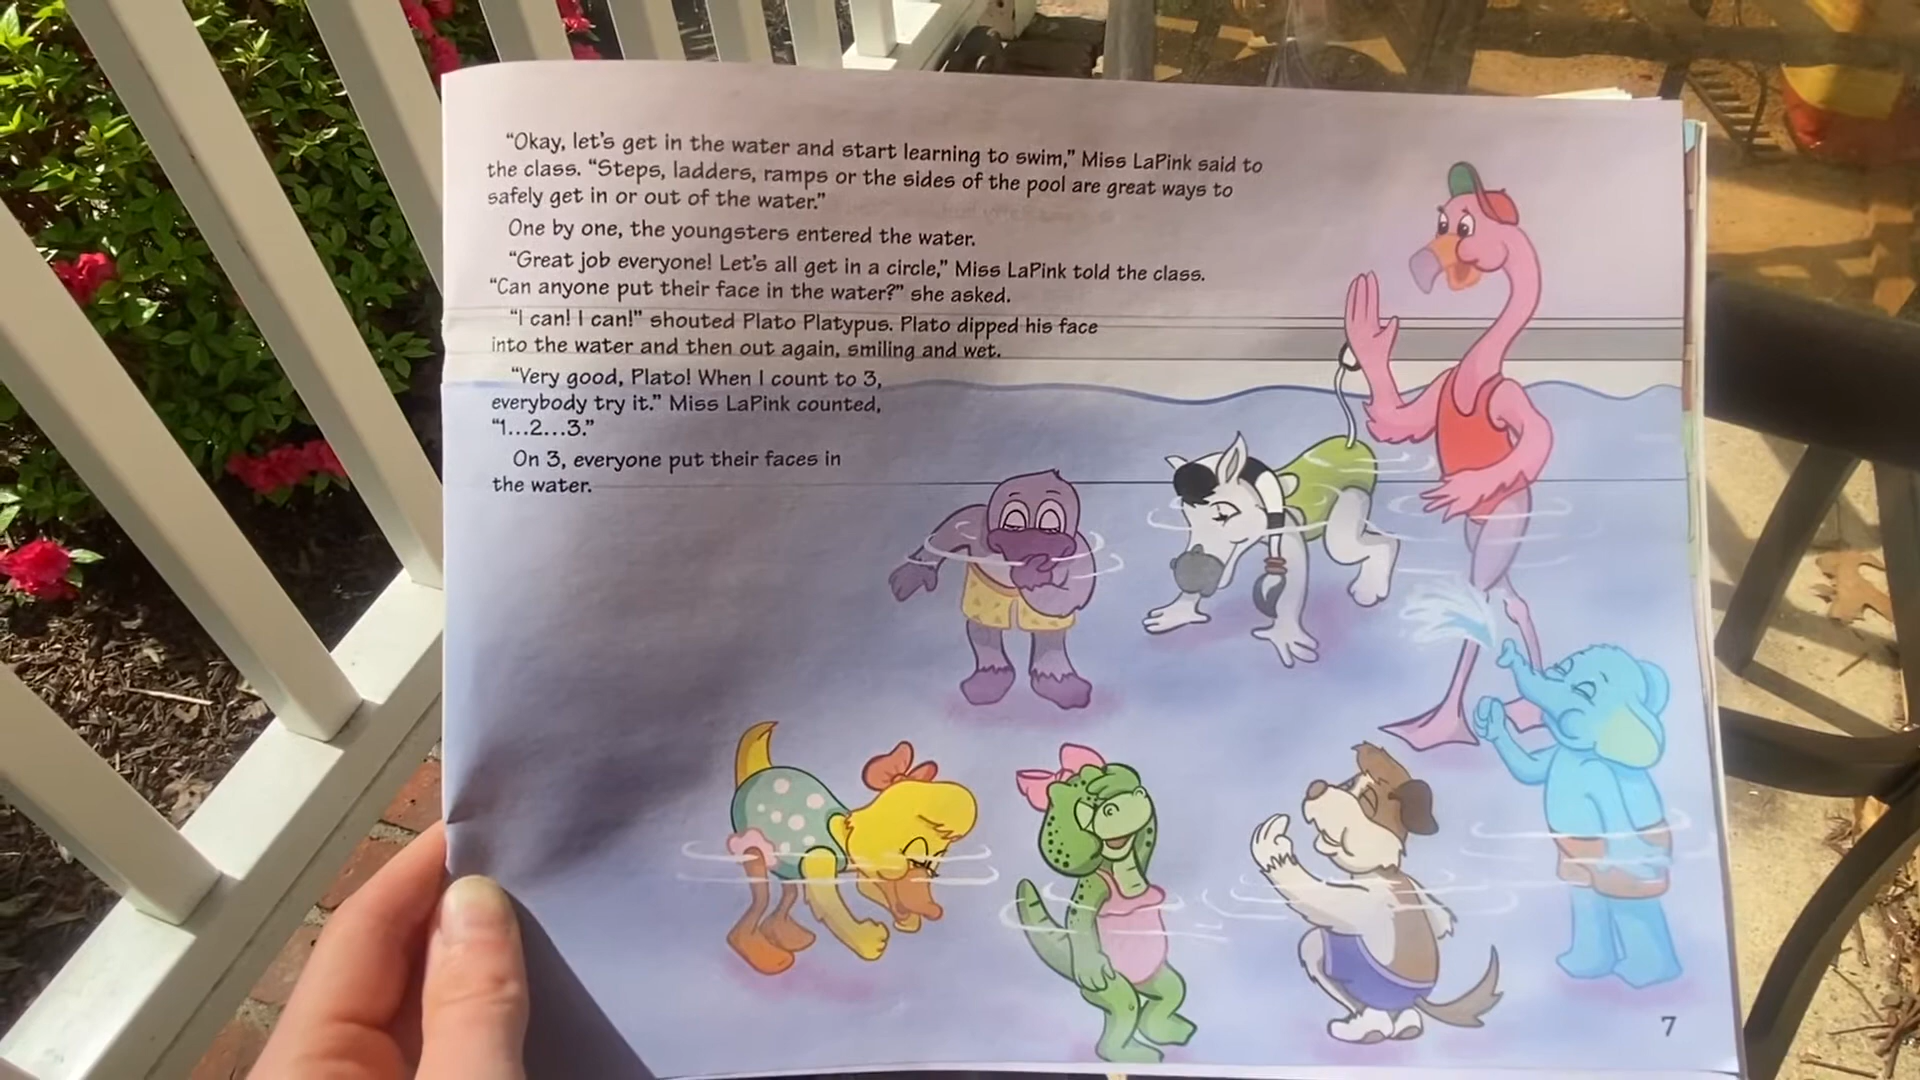 “Okay, let’s get in the water and start learning to swim,” Miss LaPink said to
the class. “Steps, ladders, ramps or the sides of the pool are great ways to
safely get in or out of the water.”
One by one, the youngsters entered the water.
“Great job everyone! Let’s all get in a circle,” Miss LaPink told the class.
“Can anyone put their face in the water?” she asked.
“I can! I can!” shouted Plato Platypus. Plato dipped his face
into the water and then out again, smiling and wet.
“Very good, Plato! When I count to 3,
everybody try it.” Miss LaPink counted,
“1...2...3.”
On 3, everyone put their faces in
the water.
7